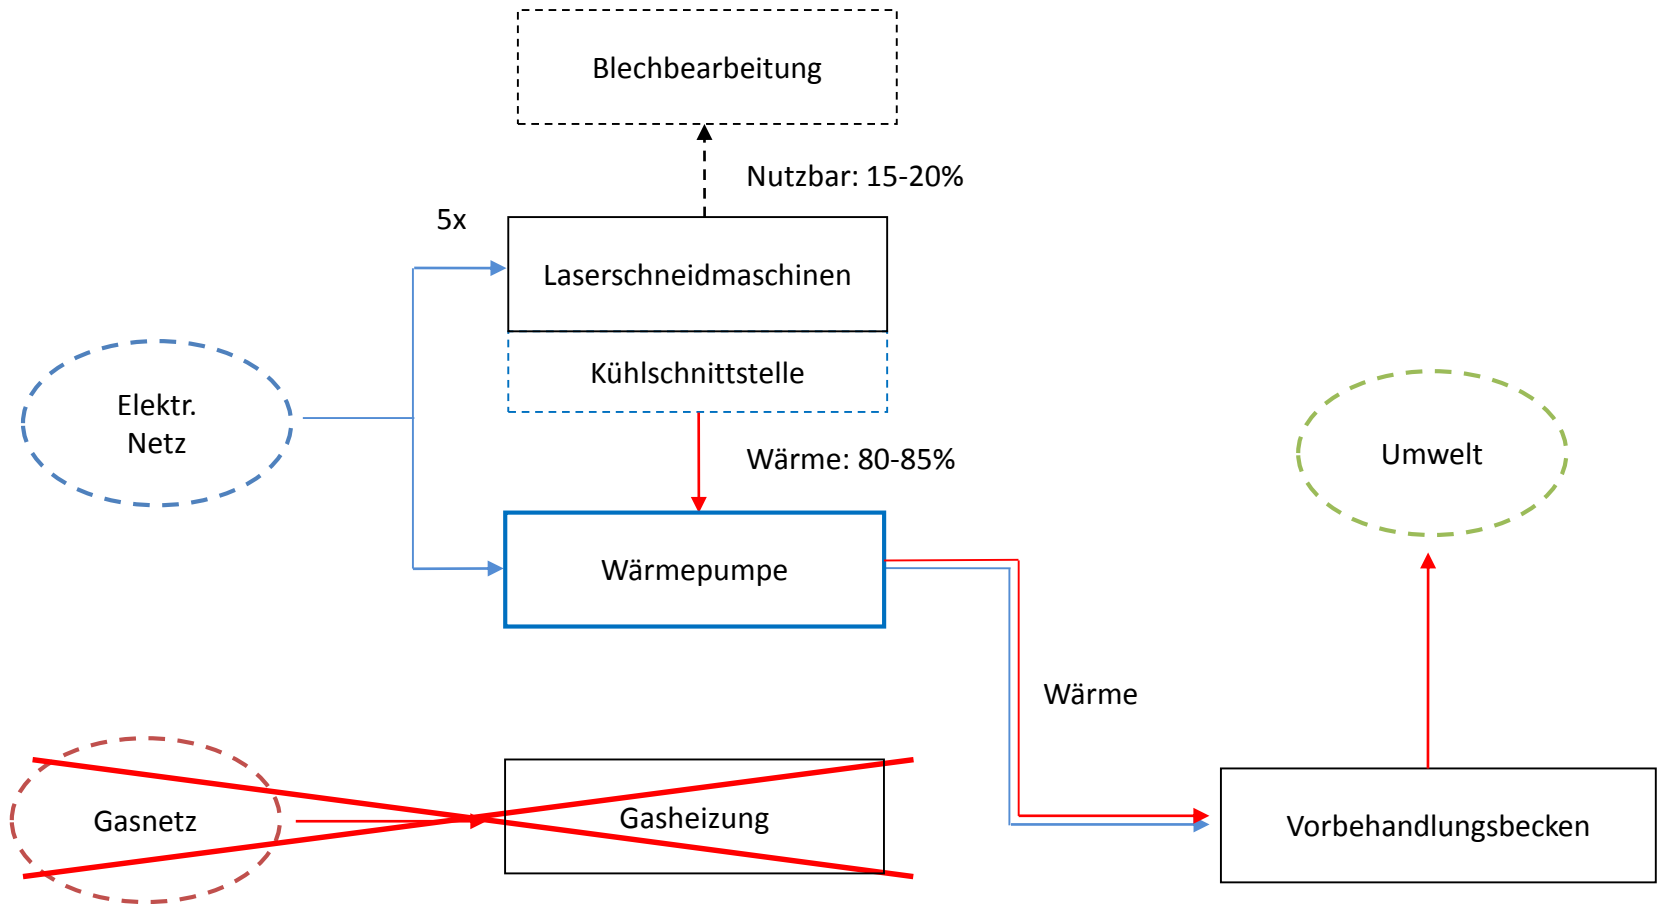 Blechbearbeitung
Nutzbar: 15-20%
5x
Laserschneidmaschinen
Kühlschnittstelle
Elektr.
Netz
Wärme: 80-85%
Umwelt
Wärmepumpe
Wärme
Gasnetz
Gasheizung
Vorbehandlungsbecken